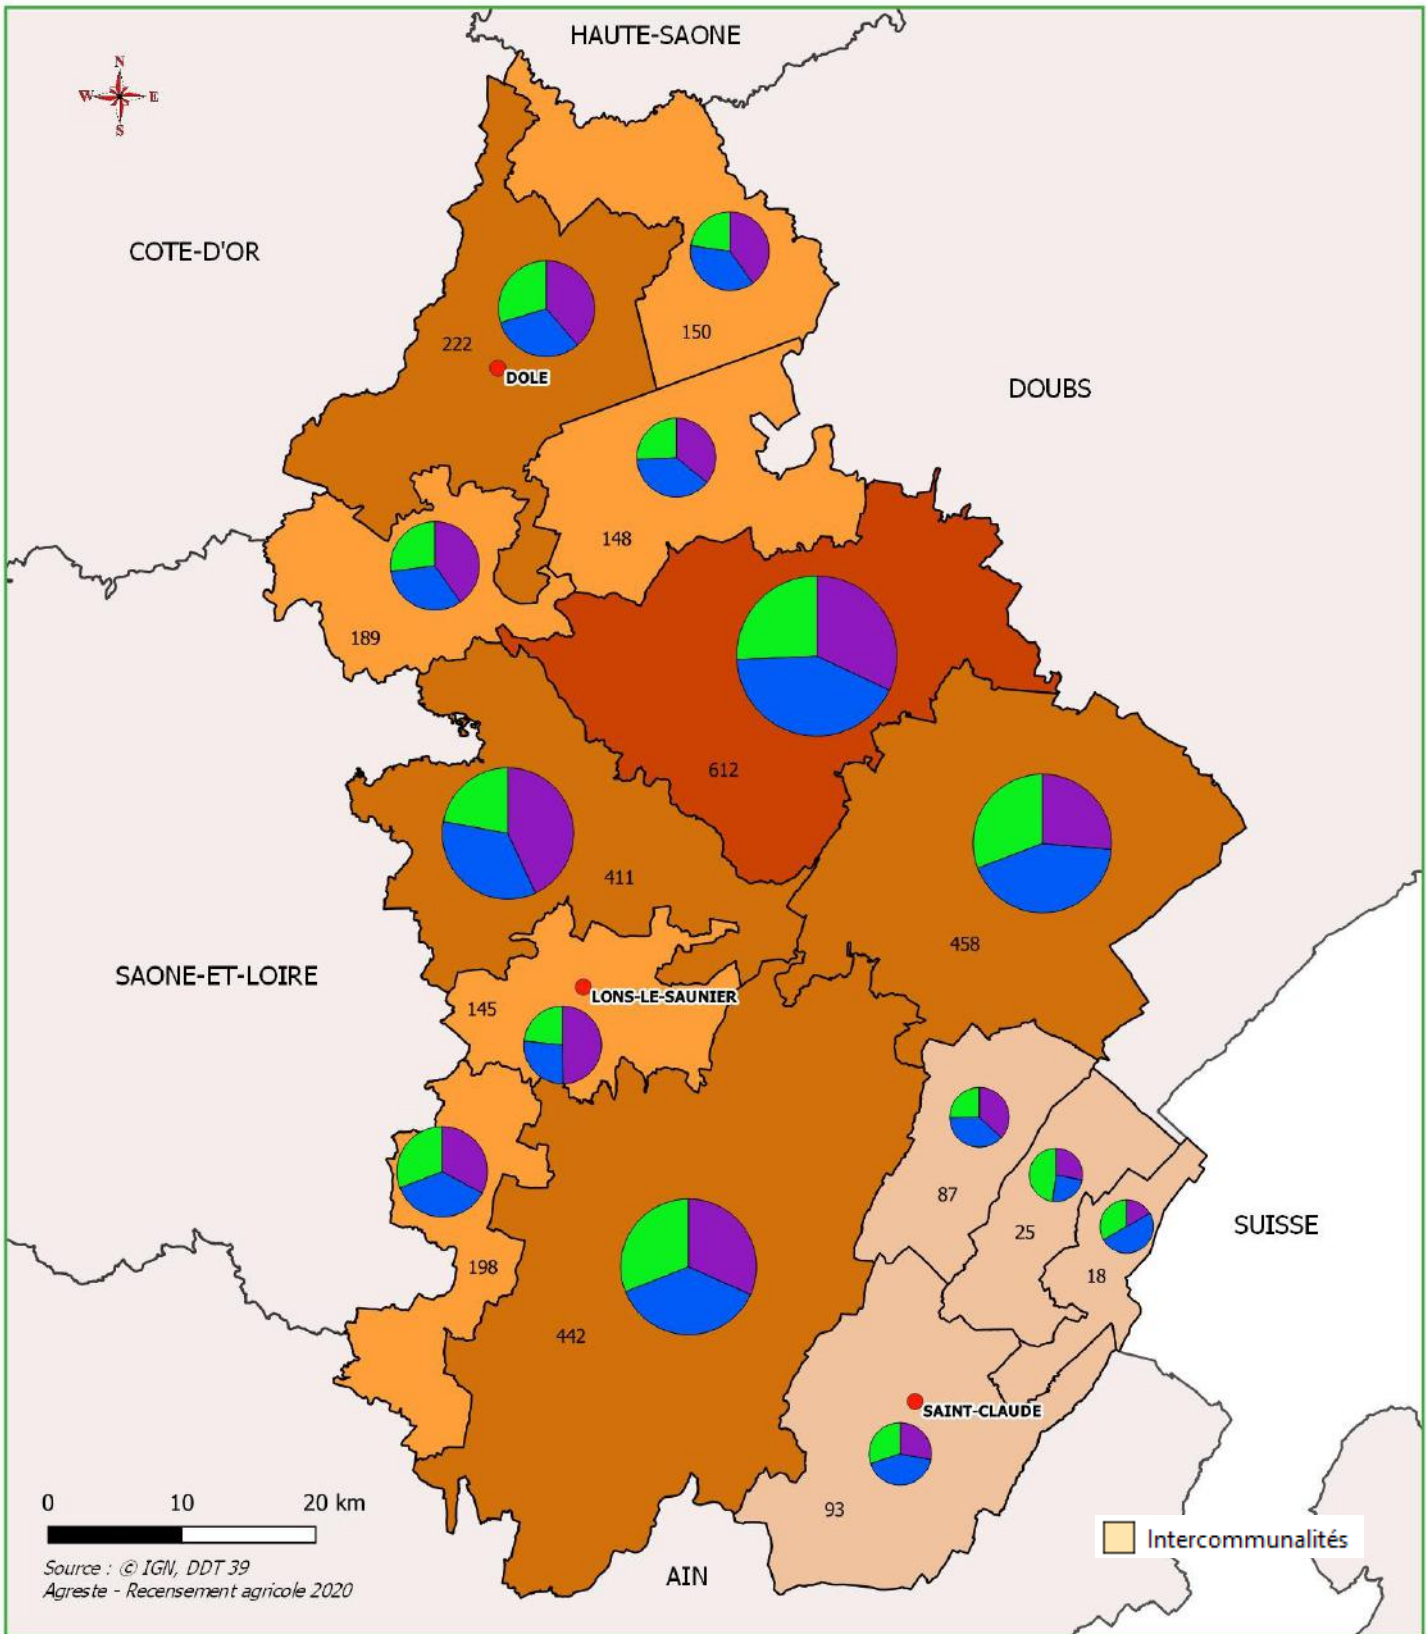 HAUTE-SAONE
N
W E
S
COTE-D'OR
150
222
DOLE
DOUBS
148
189
612
411
458
SAONE-ET-LOIRE
145
LONS-LE-SAUNIER
87
25
SUISSE
18
198
442
SAINT-CLAUDE
93
0 10 20 km
Intercommunalités
Source : © IGN, DDT 39
AIN
Agreste - Recensement agricole 2020